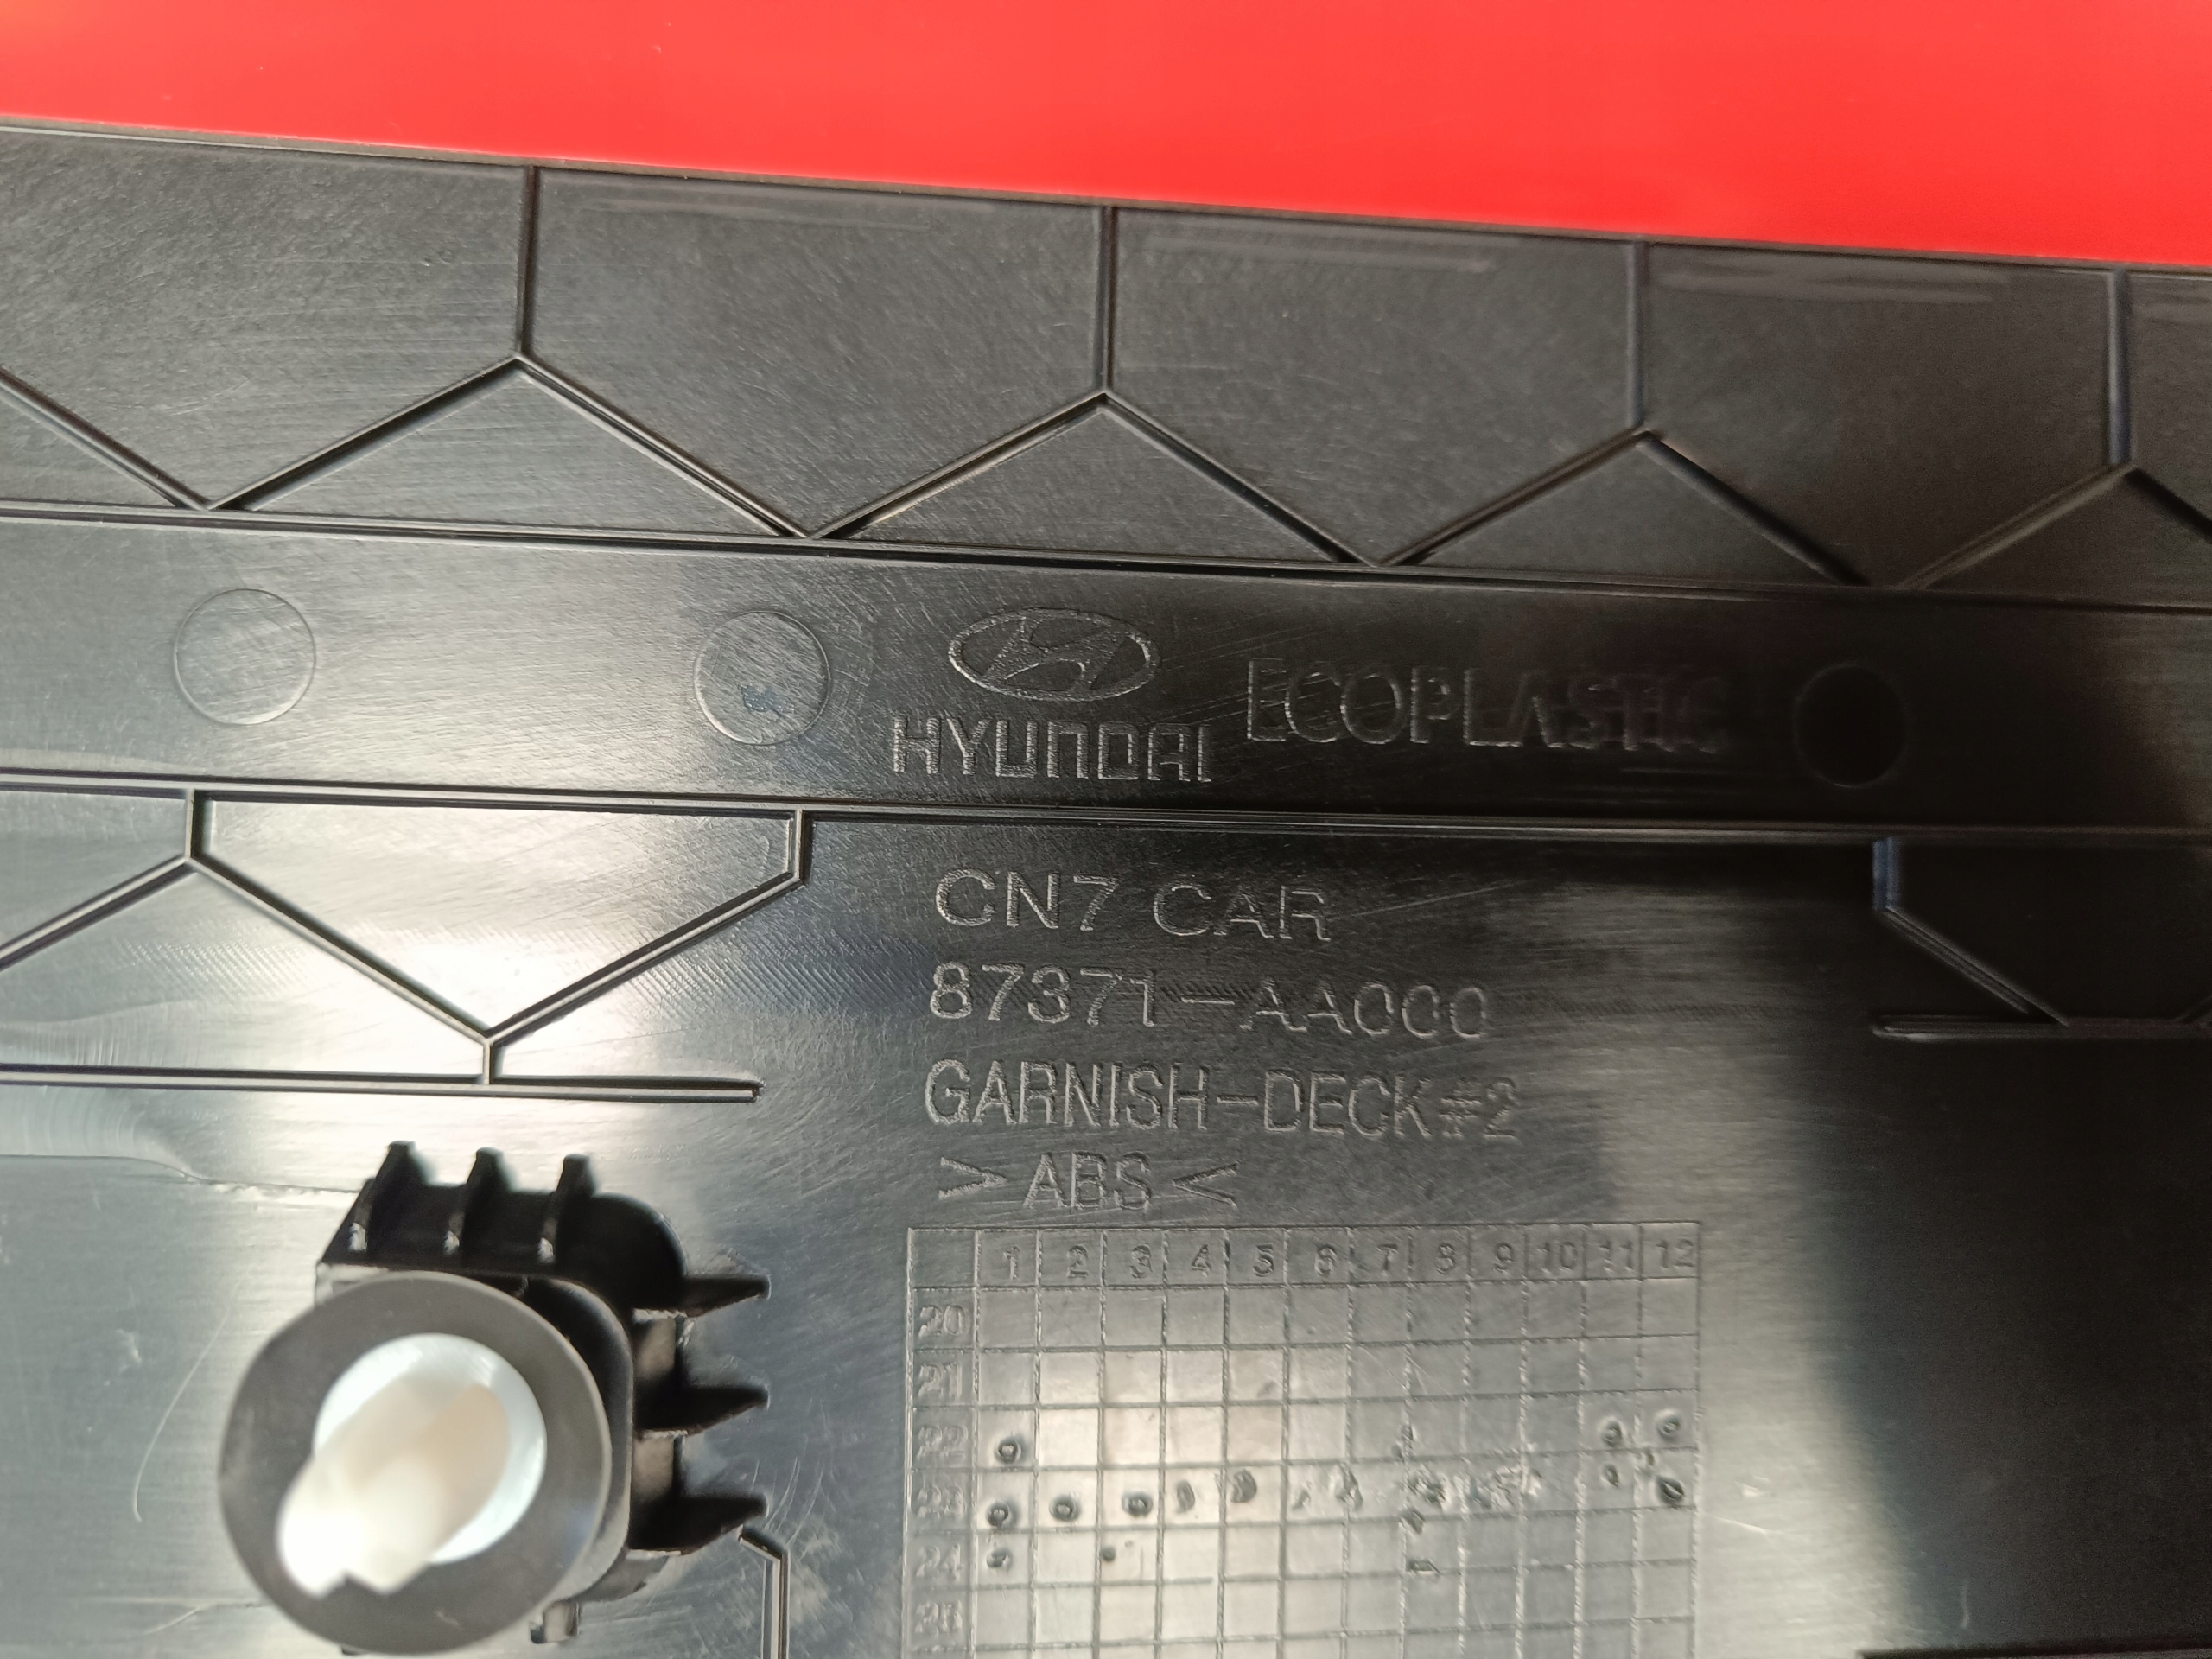 HYUNDAI ECOPLASTIC
CN7 CAR
87371-AA000
GARNISH-DECK#2
>ABS<
1 2 3 4 5 6 7 8 9 10 11 12
20
21
22
23
24
25